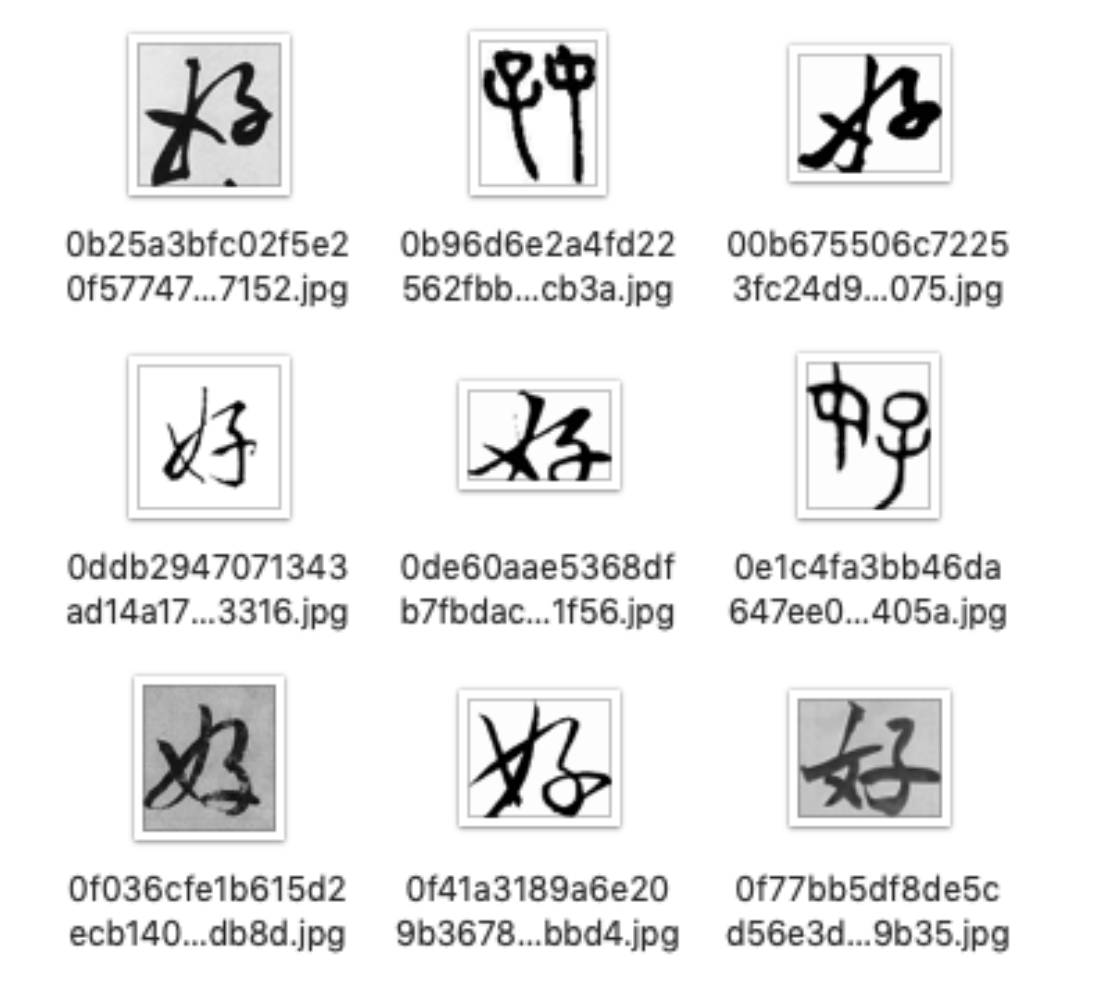 好 好 好
0b25a3bfc02f5e2 0b96d6e2a4fd22 00b675506c7225
0f57747...7152.jpg 562fbb...cb3a.jpg 3fc24d9...075.jpg
好 好 好
0ddb2947071343 0de60aae5368df 0e1c4fa3bb46da
ad14a17...3316.jpg b7fbdac...1f56.jpg 647ee0...405a.jpg
好 好 好
0f036cfe1b615d2 0f41a3189a6e20 0f77bb5df8de5c
ecb140...db8d.jpg 9b3678...bbd4.jpg d56e3d...9b35.jpg